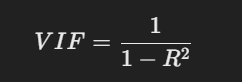 VIF = 1 / (1 − R²)